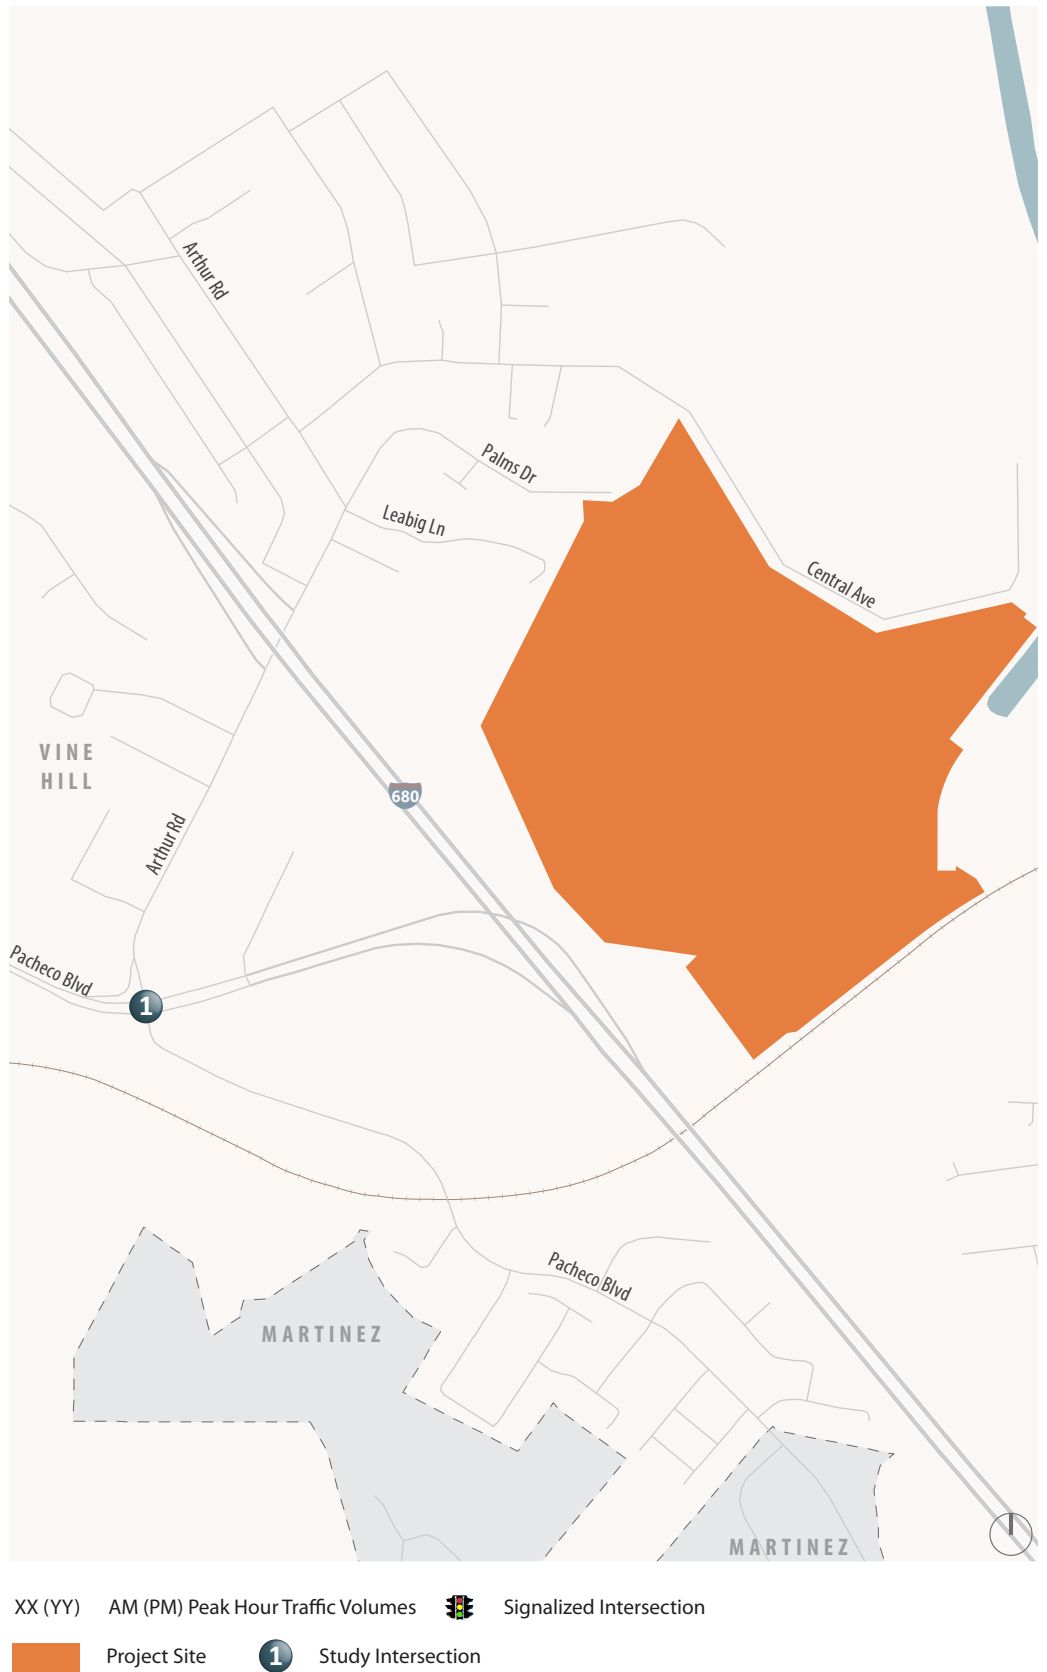 Arthur Rd
Palms Dr
Leabig Ln
Central Ave
VINE
HILL
680
Arthur Rd
Pacheco Blvd
1
Pacheco Blvd
MARTINEZ
MARTINEZ
XX (YY) AM (PM) Peak Hour Traffic Volumes Signalized Intersection
Project Site 1 Study Intersection